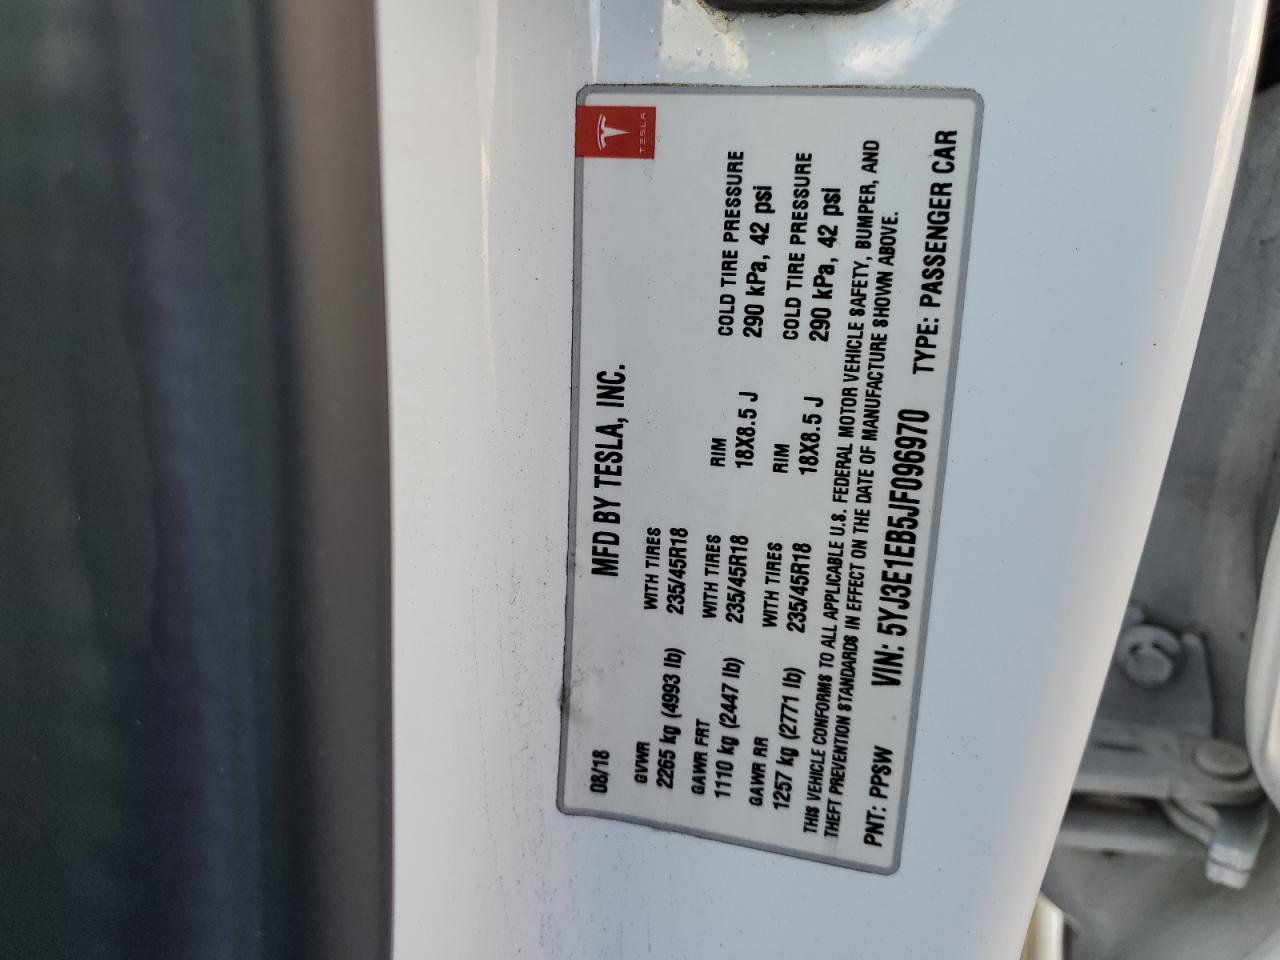 TESLA
08/18 MFD BY TESLA, INC.
GVWR WITH TIRES
2265 kg (4993 lb) 235/45R18
GAWR FRT WITH TIRES RIM COLD TIRE PRESSURE
1110 kg (2447 lb) 235/45R18 18X8.5 J 290 kPa, 42 psi
GAWR RR WITH TIRES RIM COLD TIRE PRESSURE
1257 kg (2771 lb) 235/45R18 18X8.5 J 290 kPa, 42 psi
THIS VEHICLE CONFORMS TO ALL APPLICABLE U.S. FEDERAL MOTOR VEHICLE SAFETY, BUMPER, AND
THEFT PREVENTION STANDARDS IN EFFECT ON THE DATE OF MANUFACTURE SHOWN ABOVE.
PNT: PPSW VIN: 5YJ3E1EB5JF096970 TYPE: PASSENGER CAR